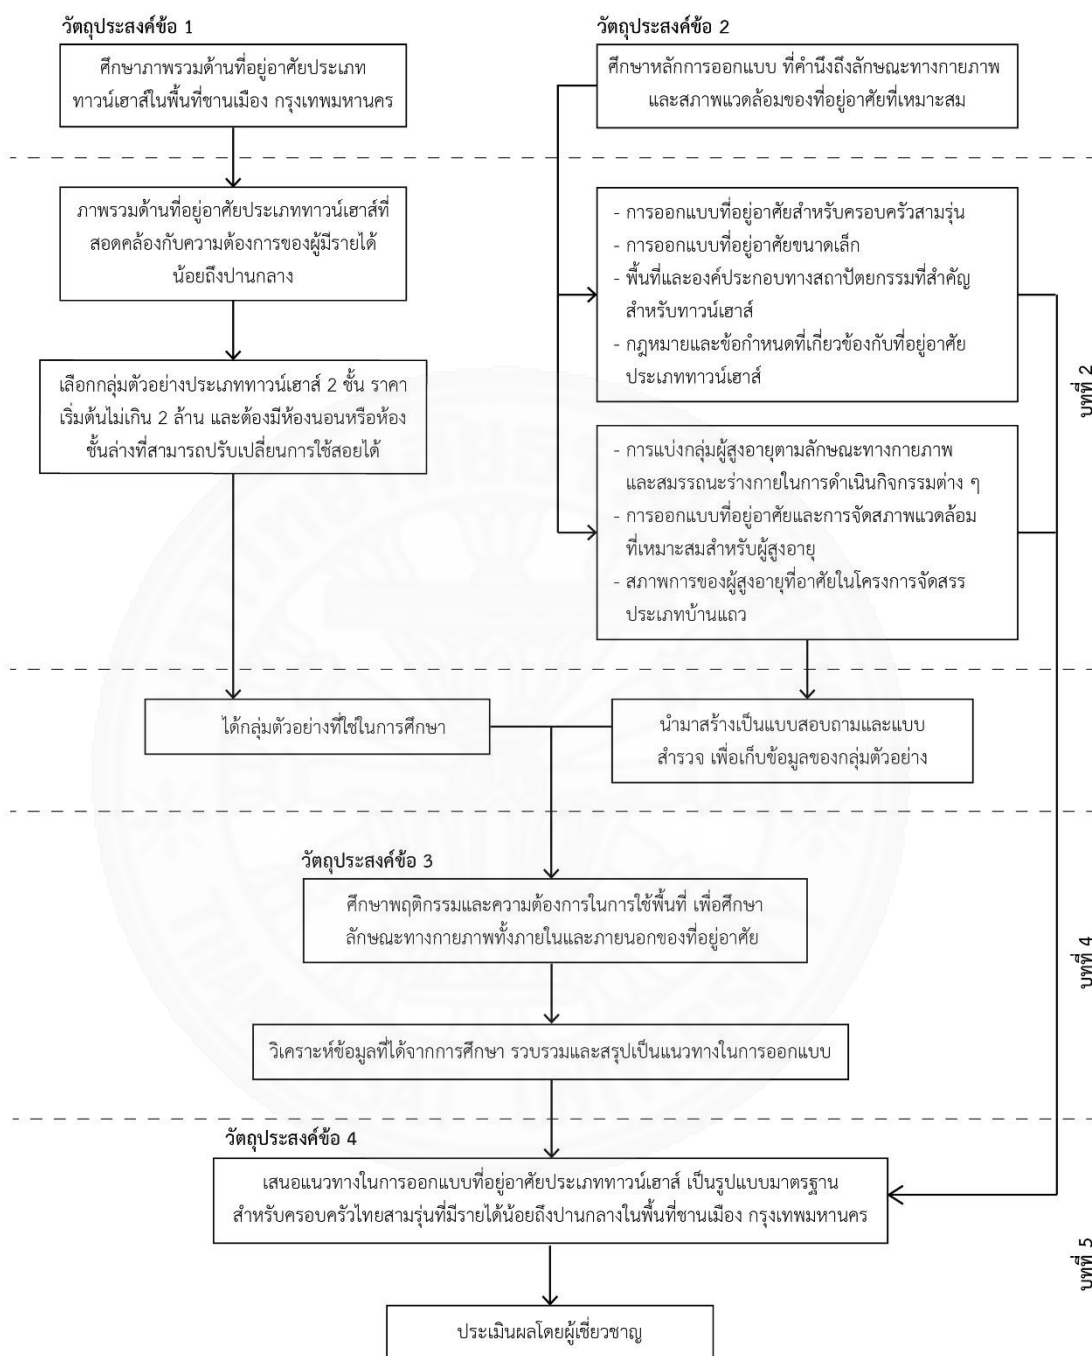 วัตถุประสงค์ข้อ 1
ศึกษาภาพรวมด้านที่อยู่อาศัยประเภท
ทาวน์เฮาส์ในพื้นที่ชานเมือง กรุงเทพมหานคร
วัตถุประสงค์ข้อ 2
ศึกษาหลักการออกแบบ ที่คำนึงถึงลักษณะทางกายภาพ
และสภาพแวดล้อมของที่อยู่อาศัยที่เหมาะสม
ภาพรวมด้านที่อยู่อาศัยประเภททาวน์เฮาส์ที่
สอดคล้องกับความต้องการของผู้มีรายได้
น้อยถึงปานกลาง
เลือกกลุ่มตัวอย่างประเภททาวน์เฮาส์ 2 ชั้น ราคา
เริ่มต้นไม่เกิน 2 ล้าน และต้องมีห้องนอนหรือห้อง
ชั้นล่างที่สามารถปรับเปลี่ยนการใช้สอยได้
- การออกแบบที่อยู่อาศัยสำหรับครอบครัวสามรุ่น
- การออกแบบที่อยู่อาศัยขนาดเล็ก
- พื้นที่และองค์ประกอบทางสถาปัตยกรรมที่สำคัญ
สำหรับทาวน์เฮาส์
- กฎหมายและข้อกำหนดที่เกี่ยวข้องกับที่อยู่อาศัย
ประเภททาวน์เฮาส์
- การแบ่งกลุ่มผู้สูงอายุตามลักษณะทางกายภาพ
และสมรรถนะร่างกายในการดำเนินกิจกรรมต่าง ๆ
- การออกแบบที่อยู่อาศัยและการจัดสภาพแวดล้อม
ที่เหมาะสมสำหรับผู้สูงอายุ
- สภาพการของผู้สูงอายุที่อาศัยในโครงการจัดสรร
ประเภทบ้านแถว
บทที่ 2
ได้กลุ่มตัวอย่างที่ใช้ในการศึกษา
นำมาสร้างเป็นแบบสอบถามและแบบ
สำรวจ เพื่อเก็บข้อมูลของกลุ่มตัวอย่าง
วัตถุประสงค์ข้อ 3
ศึกษาพฤติกรรมและความต้องการในการใช้พื้นที่ เพื่อศึกษา
ลักษณะทางกายภาพทั้งภายในและภายนอกของที่อยู่อาศัย
วิเคราะห์ข้อมูลที่ได้จากการศึกษา รวบรวมและสรุปเป็นแนวทางในการออกแบบ
บทที่ 4
วัตถุประสงค์ข้อ 4
เสนอแนวทางในการออกแบบที่อยู่อาศัยประเภททาวน์เฮาส์ เป็นรูปแบบมาตรฐาน
สำหรับครอบครัวไทยสามรุ่นที่มีรายได้น้อยถึงปานกลางในพื้นที่ชานเมือง กรุงเทพมหานคร
ประเมินผลโดยผู้เชี่ยวชาญ
บทที่ 5